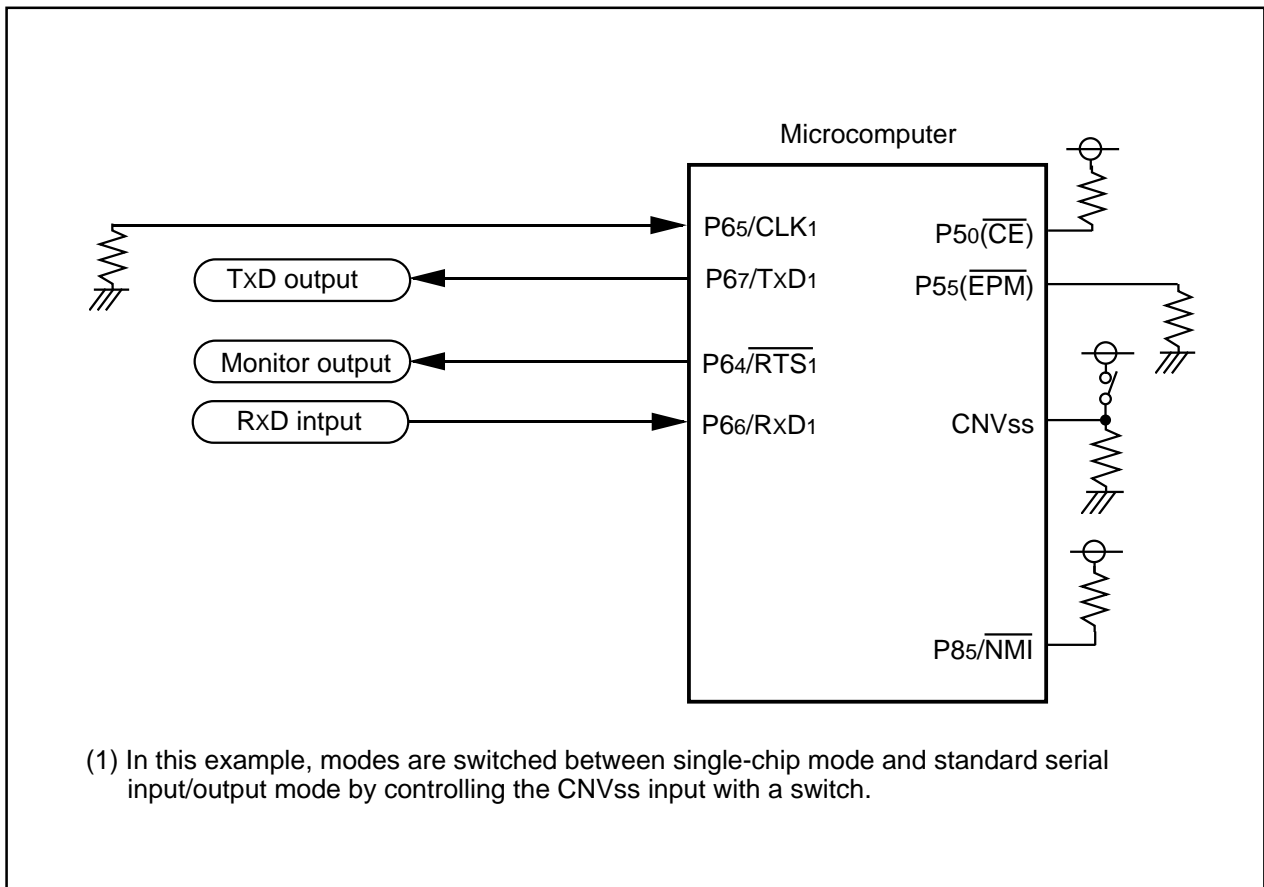 Microcomputer
P65/CLK1
P50(CE)
TxD output
P67/TxD1
P55(EPM)
Monitor output
P64/RTS1
RxD intput
P66/RxD1
CNVss
P85/NMI
(1) In this example, modes are switched between single-chip mode and standard serial
input/output mode by controlling the CNVss input with a switch.